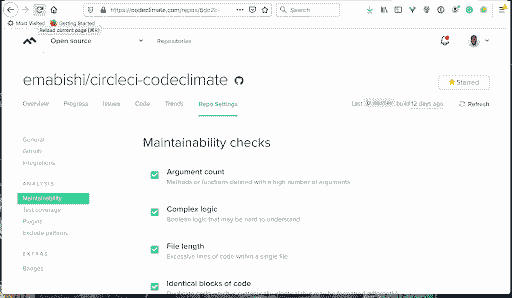 https://codeclimate.com/repos/
Search
Most Visited
Getting Started
Reload current page (⌘R)
Open source
Repositories
emabishi/circleci-codeclimate
Starred
Overview
Progress
Issues
Code
Trends
Repo Settings
Last
build 12 days ago
Refresh
General
GitHub
Integrations
Maintainability checks
ANALYSIS
Maintainability
Test coverage
Plugins
Exclude patterns
EXTRAS
Badges
Argument count
Methods or functions defined with a high number of arguments
Complex logic
Boolean logic that may be hard to understand
File length
Excessive lines of code within a single file
Identical blocks of code